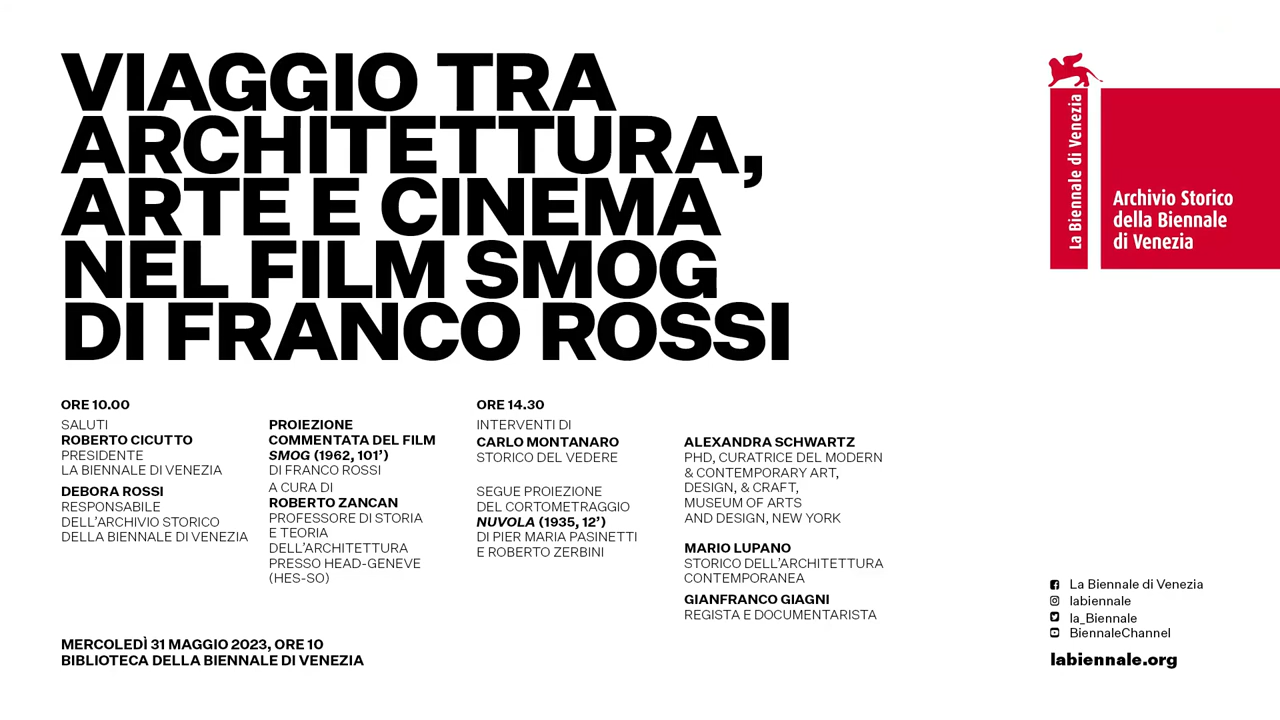 VIAGGIO TRA
ARCHITETTURA,
ARTE E CINEMA
NEL FILM SMOG
DI FRANCO ROSSI
La Biennale di Venezia
Archivio Storico
della Biennale
di Venezia
ORE 10.00
SALUTI
ROBERTO CICUTTO
PRESIDENTE
LA BIENNALE DI VENEZIA
DEBORA ROSSI
RESPONSABILE
DELL'ARCHIVIO STORICO
DELLA BIENNALE DI VENEZIA
PROIEZIONE
COMMENTATA DEL FILM
SMOG (1962, 101')
DI FRANCO ROSSI
A CURA DI
ROBERTO ZANCAN
PROFESSORE DI STORIA
E TEORIA
DELL'ARCHITETTURA
PRESSO HEAD-GENEVE
(HES-SO)
ORE 14.30
INTERVENTI DI
CARLO MONTANARO
STORICO DEL VEDERE
SEGUE PROIEZIONE
DEL CORTOMETRAGGIO
NUVOLA (1935, 12')
DI PIER MARIA PASINETTI
E ROBERTO ZERBINI
ALEXANDRA SCHWARTZ
PHD, CURATRICE DEL MODERN
& CONTEMPORARY ART,
DESIGN, & CRAFT,
MUSEUM OF ARTS
AND DESIGN, NEW YORK
MARIO LUPANO
STORICO DELL'ARCHITETTURA
CONTEMPORANEA
GIANFRANCO GIAGNI
REGISTA E DOCUMENTARISTA
MERCOLEDÌ 31 MAGGIO 2023, ORE 10
BIBLIOTECA DELLA BIENNALE DI VENEZIA
La Biennale di Venezia
labiennale
la_Biennale
BiennaleChannel
labiennale.org